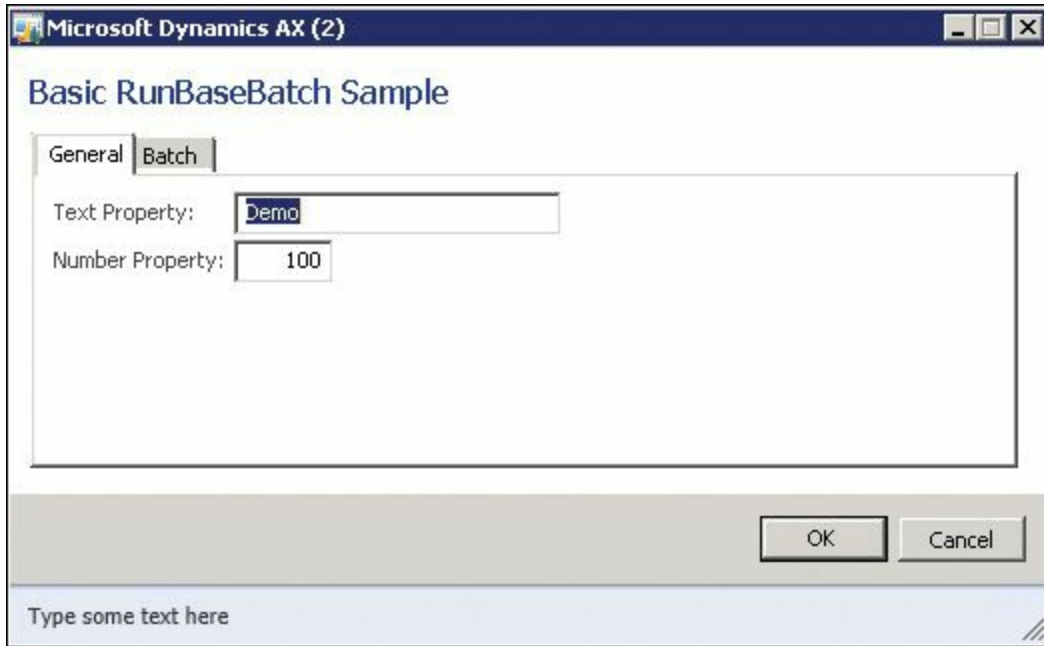 Microsoft Dynamics AX (2)
Basic RunBaseBatch Sample
General Batch
Text Property: Demo
Number Property: 100
OK Cancel
Type some text here